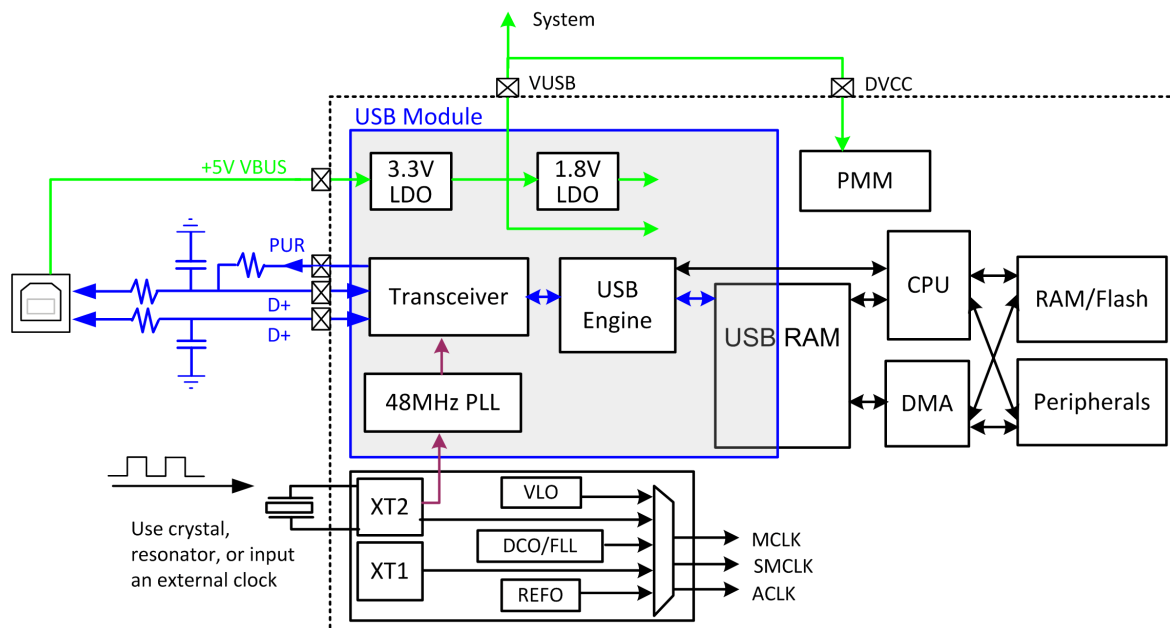 System
VUSB
DVCC
USB Module
+5V VBUS
3.3V
LDO
1.8V
LDO
PMM
PUR
D+
D+
Transceiver
USB
Engine
USB RAM
CPU
RAM/Flash
48MHz PLL
DMA
Peripherals
Use crystal,
resonator, or input
an external clock
XT2
XT1
VLO
DCO/FLL
REFO
MCLK
SMCLK
ACLK